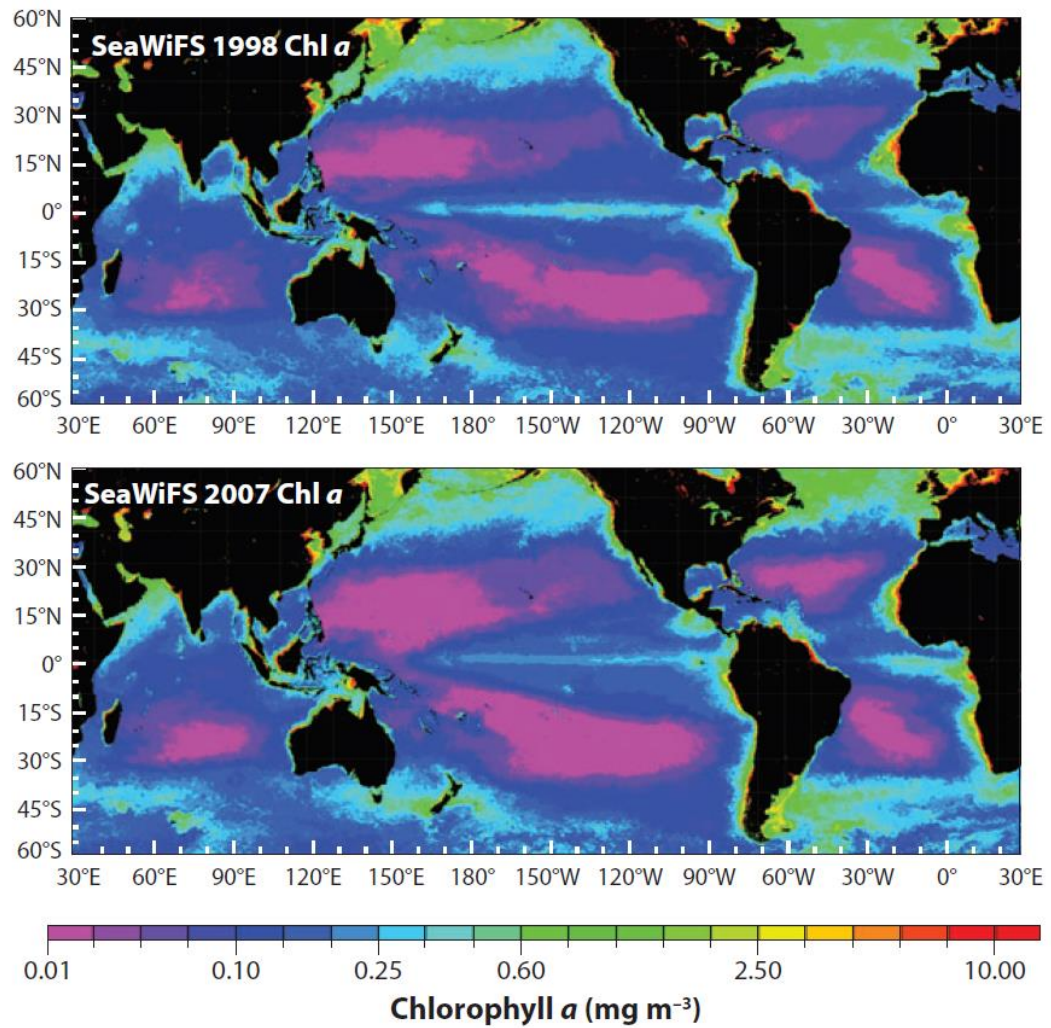 60°N
SeaWiFS 1998 Chl a
45°N
30°N
15°N
0°
15°S
30°S
45°S
60°S
30°E 60°E 90°E 120°E 150°E 180° 150°W 120°W 90°W 60°W 30°W 0° 30°E
60°N
SeaWiFS 2007 Chl a
45°N
30°N
15°N
0°
15°S
30°S
45°S
60°S
30°E 60°E 90°E 120°E 150°E 180° 150°W 120°W 90°W 60°W 30°W 0° 30°E
0.01 0.10 0.25 0.60 2.50 10.00
Chlorophyll a (mg m⁻³)